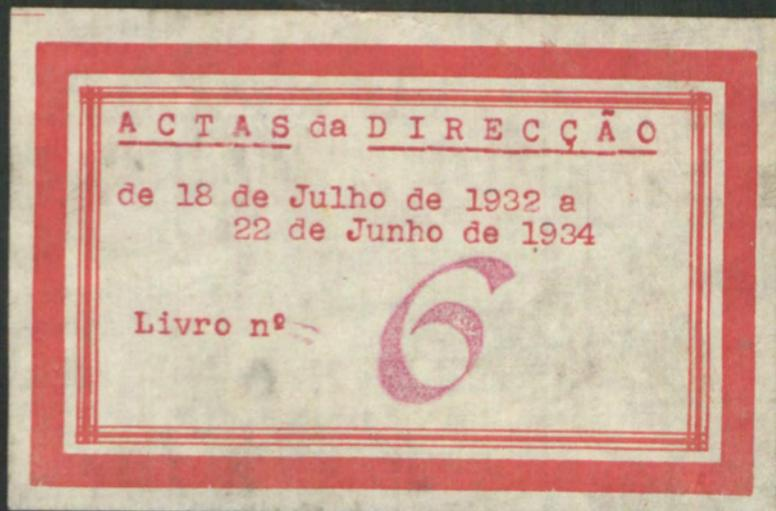 ACTAS da DIRECÇÃO
de 18 de Julho de 1932 a
22 de Junho de 1934
Livro nº 6